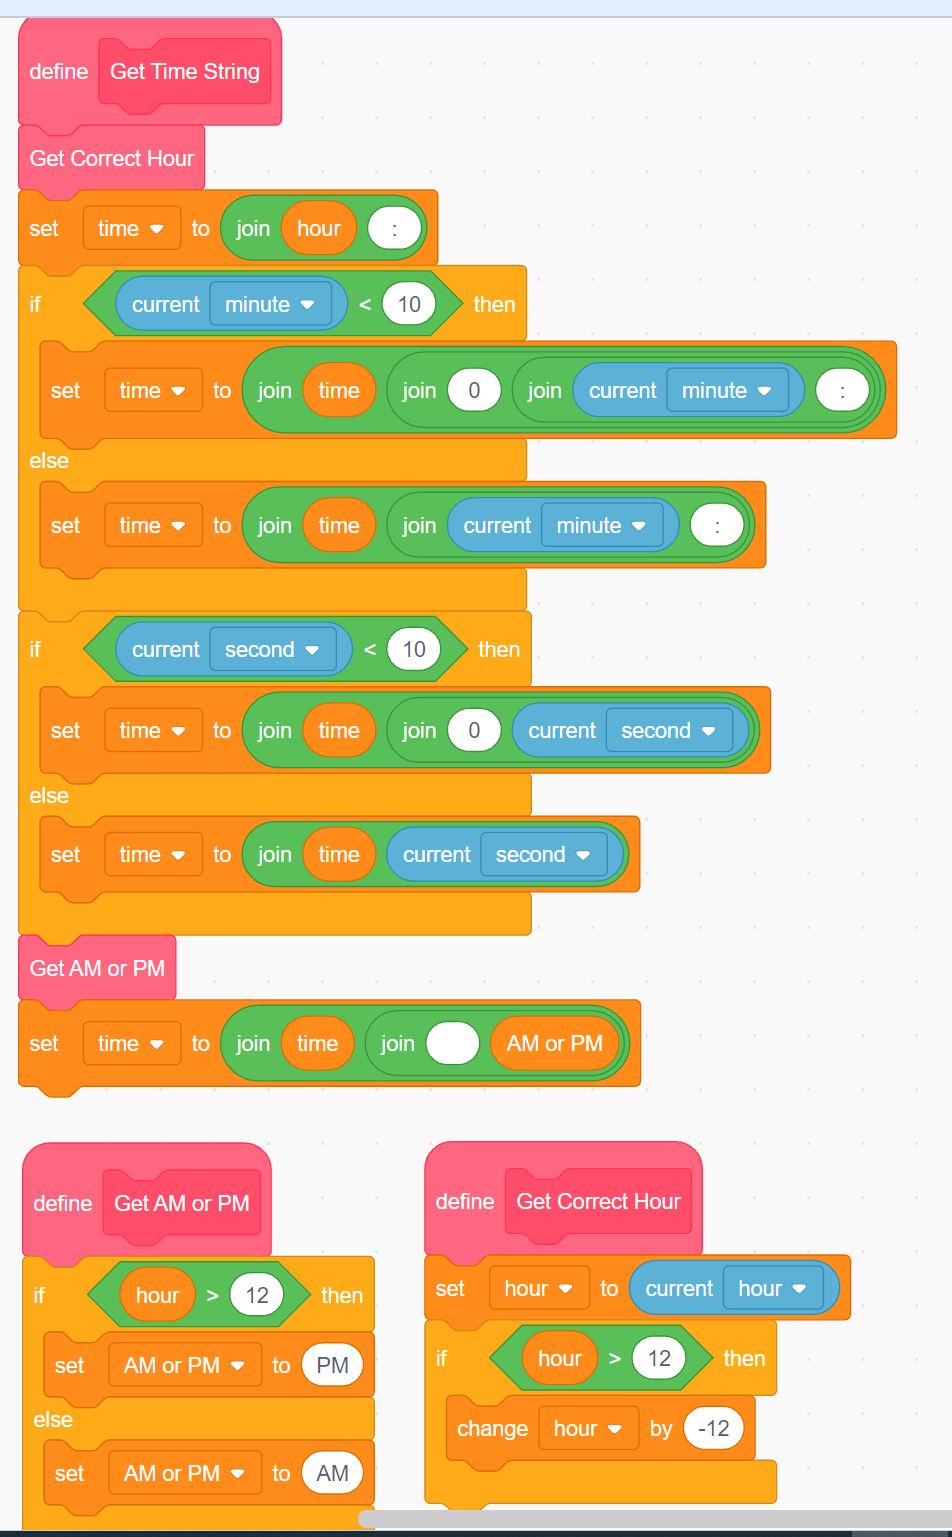 define Get Time String
Get Correct Hour
set time to join hour :
if current minute < 10 then
set time to join time join 0 join current minute :
else
set time to join time join current minute :
if current second < 10 then
set time to join time join 0 current second
else
set time to join time current second
Get AM or PM
set time to join time join AM or PM
define Get AM or PM
if hour > 12 then
set AM or PM to PM
else
set AM or PM to AM
define Get Correct Hour
set hour to current hour
if hour > 12 then
change hour by -12